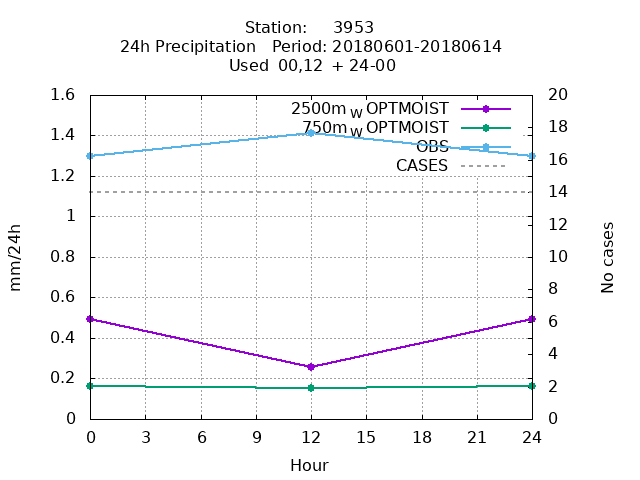 Station: 3953
24h Precipitation Period: 20180601-20180614
Used 00,12 + 24-00
2500m W OPTMOIST
750m W OPTMOIST
OBS
CASES
mm/24h
1.6
1.4
1.2
1
0.8
0.6
0.4
0.2
0
20
18
16
14
12
10
8
6
4
2
0
No cases
0 3 6 9 12 15 18 21 24
Hour